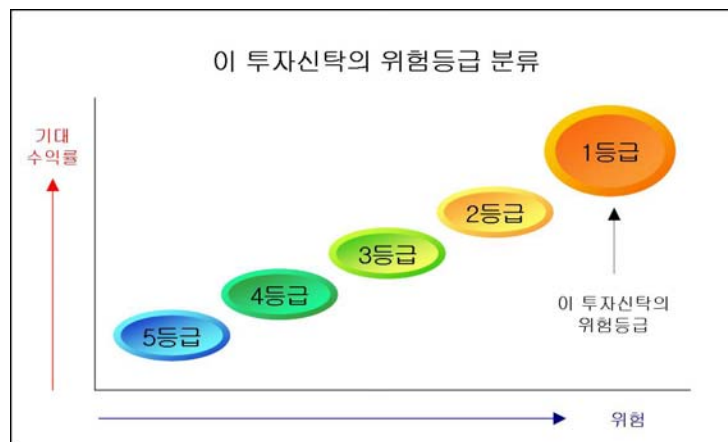 이 투자신탁의 위험등급 분류
기대
수익률
1등급
2등급
3등급
4등급
5등급
이 투자신탁의
위험등급
위험